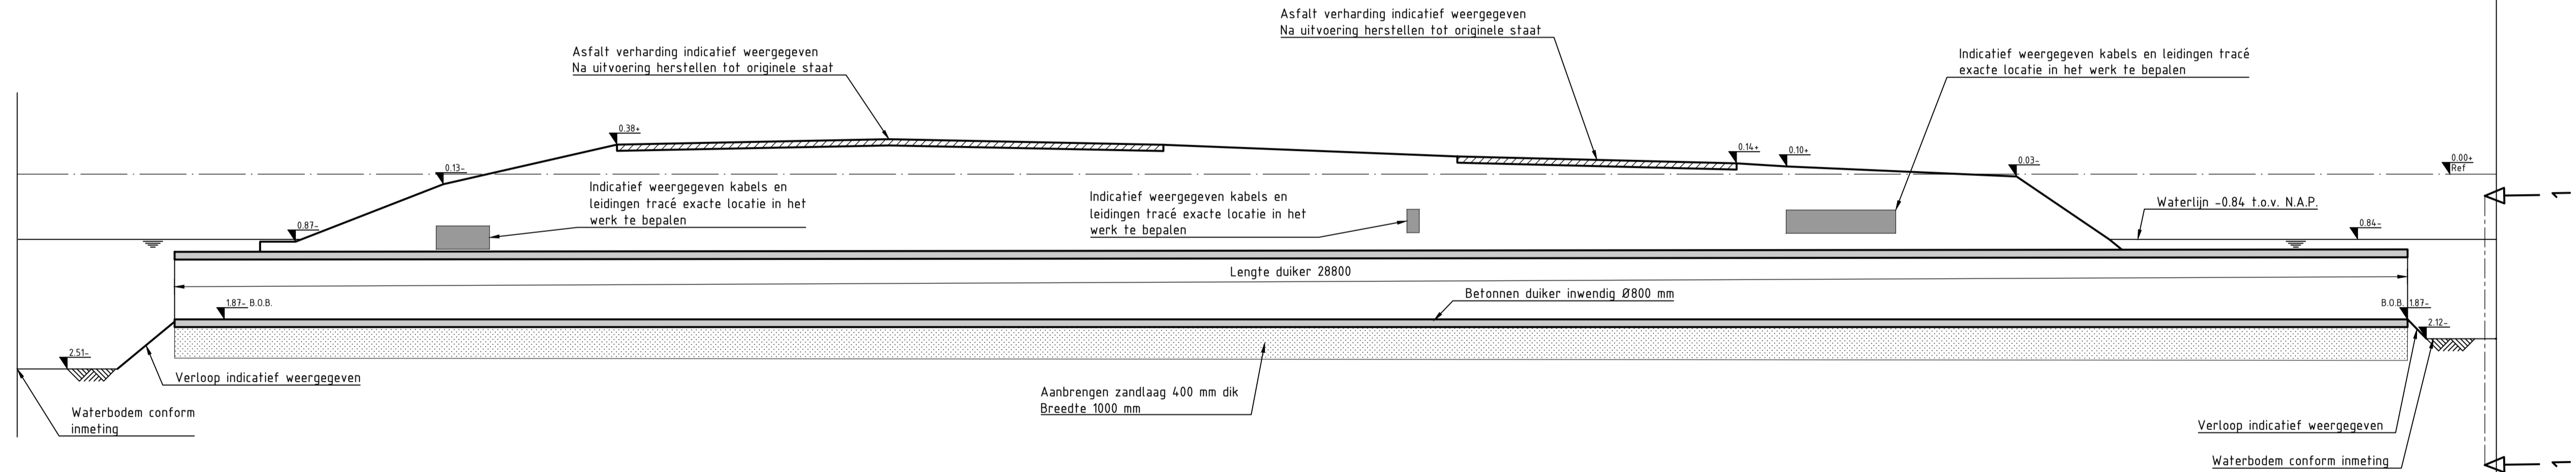 Asfalt verharding indicatief weergegeven
Na uitvoering herstellen tot originele staat
Asfalt verharding indicatief weergegeven
Na uitvoering herstellen tot originele staat
Indicatief weergegeven kabels en leidingen tracé
exacte locatie in het werk te bepalen
0.38+
0.14+
0.10+
0.13-
0.03-
0.00+
Ref
Indicatief weergegeven kabels en
leidingen tracé exacte locatie in het
werk te bepalen
Indicatief weergegeven kabels en
leidingen tracé exacte locatie in het
werk te bepalen
1
Waterlijn -0.84 t.o.v. N.A.P.
0.87-
0.84-
Lengte duiker 28800
Betonnen duiker inwendig Ø800 mm
1.87- B.O.B.
B.O.B. 1.87-
2.12-
2.51-
Verloop indicatief weergegeven
Aanbrengen zandlaag 400 mm dik
Breedte 1000 mm
Waterbodem conform
inmeting
Verloop indicatief weergegeven
Waterbodem conform inmeting
1